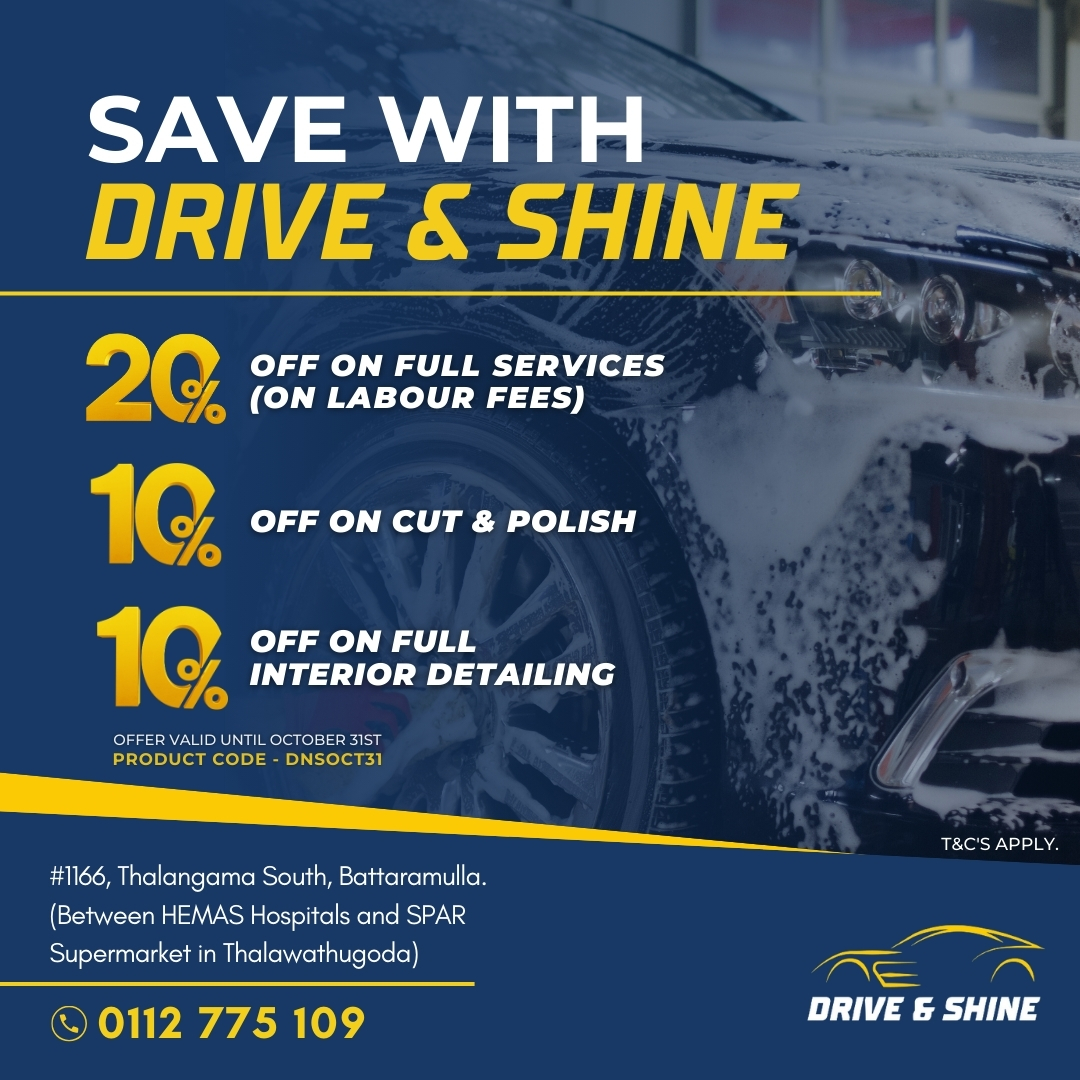 SAVE WITH
DRIVE & SHINE
20%
OFF ON FULL SERVICES
(ON LABOUR FEES)
10%
OFF ON CUT & POLISH
10%
OFF ON FULL
INTERIOR DETAILING
OFFER VALID UNTIL OCTOBER 31ST
PRODUCT CODE - DNSOCT31
T&C'S APPLY.
#1166, Thalangama South, Battaramulla.
(Between HEMAS Hospitals and SPAR
Supermarket in Thalawathugoda)
0112 775 109
DRIVE & SHINE